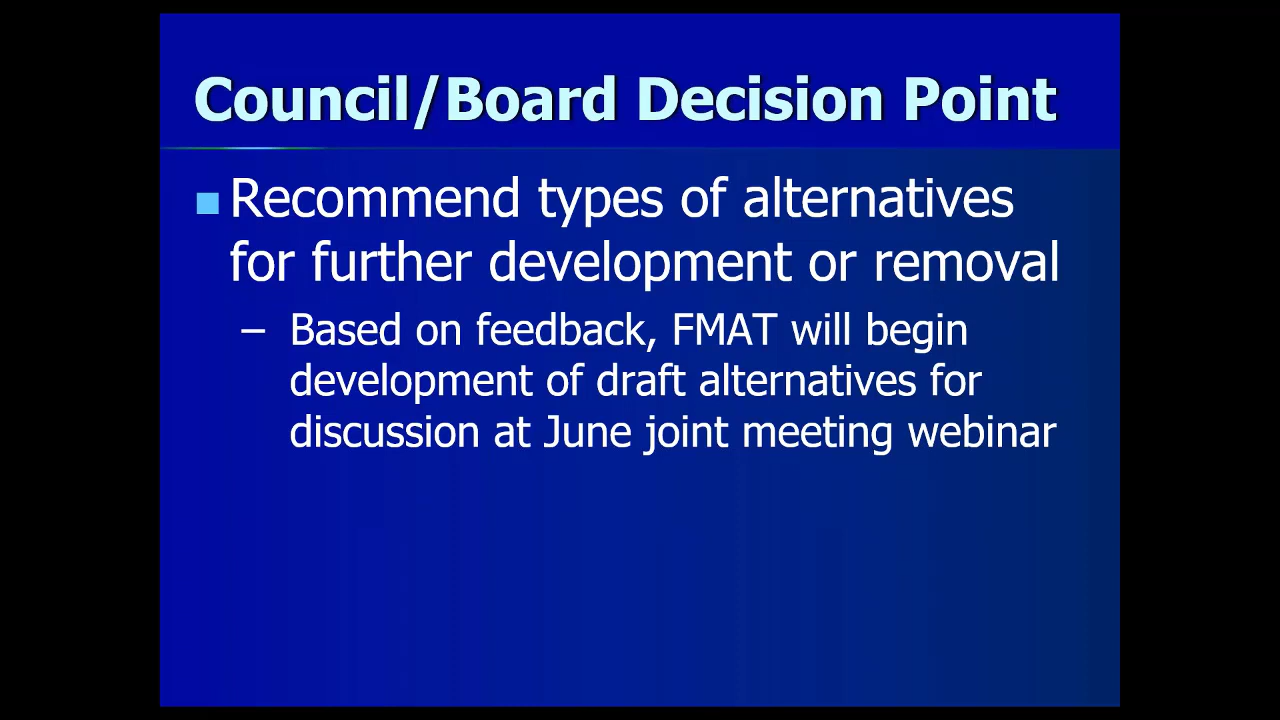 Council/Board Decision Point
Recommend types of alternatives
for further development or removal
– Based on feedback, FMAT will begin
development of draft alternatives for
discussion at June joint meeting webinar